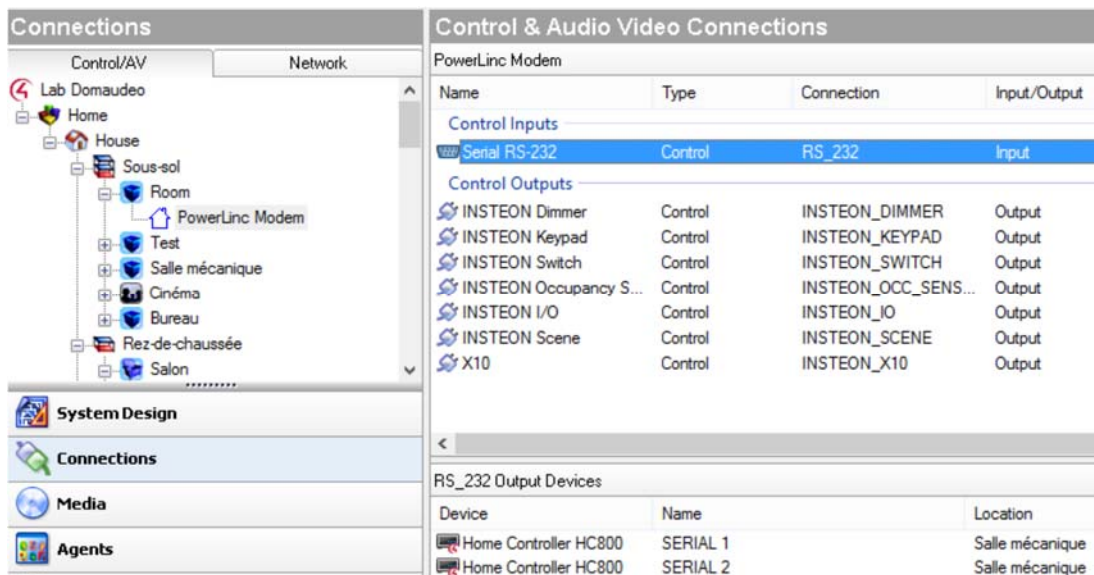 Connections
Control/AV Network
Lab Domaudeo
Home
House
Sous-sol
Room
PowerLinc Modem
Test
Salle mécanique
Cinéma
Bureau
Rez-de-chaussée
Salon
System Design
Connections
Media
Agents
Control & Audio Video Connections
PowerLinc Modem
Name Type Connection Input/Output
Control Inputs
Serial RS-232 Control RS_232 Input
Control Outputs
INSTEON Dimmer Control INSTEON_DIMMER Output
INSTEON Keypad Control INSTEON_KEYPAD Output
INSTEON Switch Control INSTEON_SWITCH Output
INSTEON Occupancy S... Control INSTEON_OCC_SENS... Output
INSTEON I/O Control INSTEON_IO Output
INSTEON Scene Control INSTEON_SCENE Output
X10 Control INSTEON_X10 Output
RS_232 Output Devices
Device Name Location
Home Controller HC800 SERIAL 1 Salle mécanique
Home Controller HC800 SERIAL 2 Salle mécanique